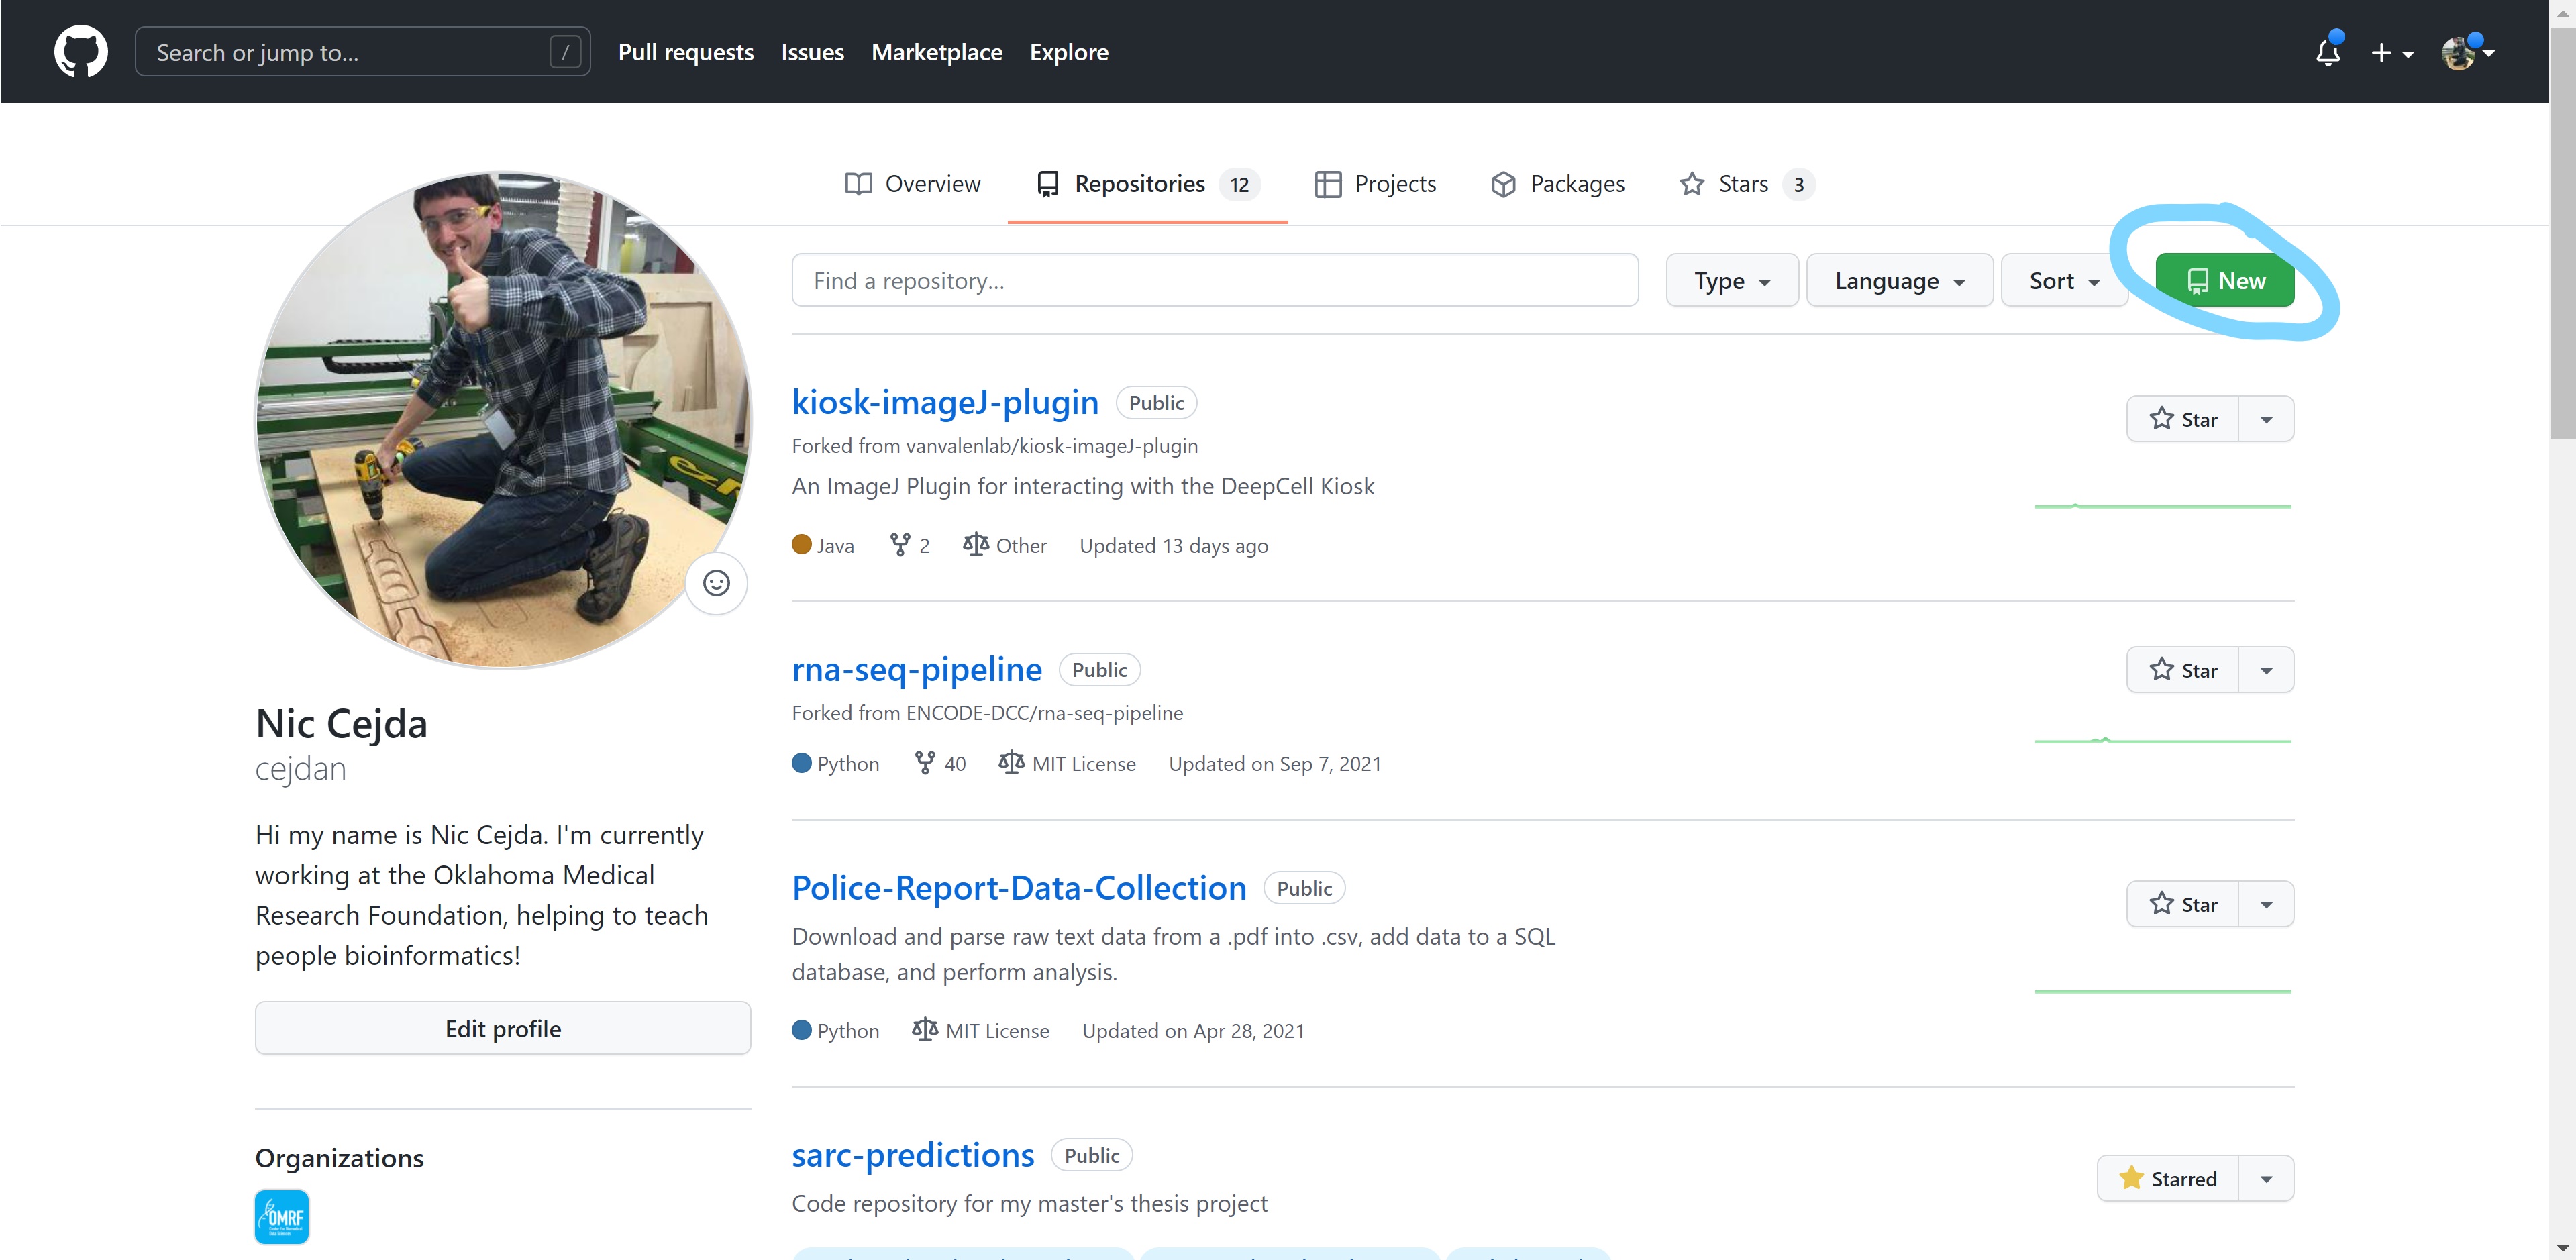 Search or jump to... /
Pull requests Issues Marketplace Explore
Overview Repositories 12 Projects Packages Stars 3
Find a repository... Type Language Sort New
kiosk-imageJ-plugin Public
Forked from vanvalenlab/kiosk-imageJ-plugin
An ImageJ Plugin for interacting with the DeepCell Kiosk
Java 2 Other Updated 13 days ago
Star
rna-seq-pipeline Public
Forked from ENCODE-DCC/rna-seq-pipeline
Python 40 MIT License Updated on Sep 7, 2021
Star
Police-Report-Data-Collection Public
Download and parse raw text data from a .pdf into .csv, add data to a SQL
database, and perform analysis.
Python MIT License Updated on Apr 28, 2021
Star
sarc-predictions Public
Code repository for my master's thesis project
Starred
Nic Cejda
cejdan
Hi my name is Nic Cejda. I'm currently
working at the Oklahoma Medical
Research Foundation, helping to teach
people bioinformatics!
Edit profile
Organizations
OMRF